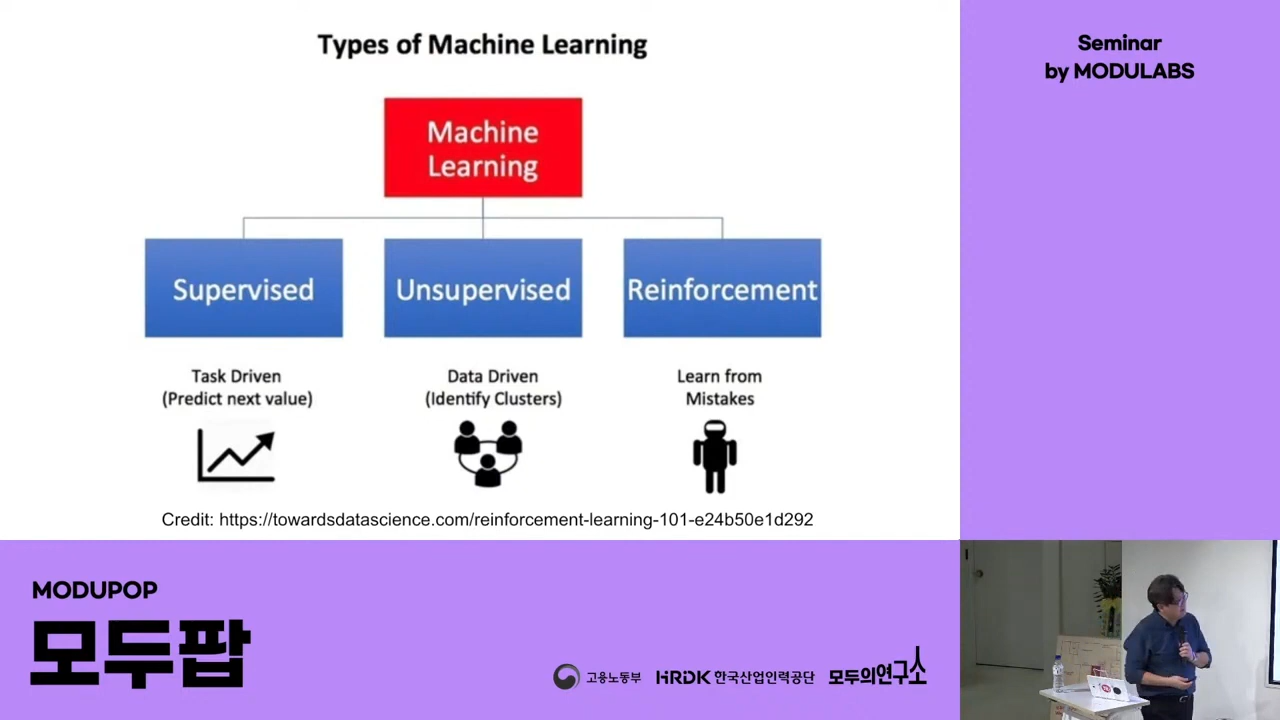 Types of Machine Learning
Machine
Learning
Supervised
Unsupervised
Reinforcement
Task Driven
(Predict next value)
Data Driven
(Identify Clusters)
Learn from
Mistakes
Credit: https://towardsdatascience.com/reinforcement-learning-101-e24b50e1d292
Seminar
by MODULABS
MODUPOP
모두팝
고용노동부
HRDK 한국산업인력공단
모두의연구소